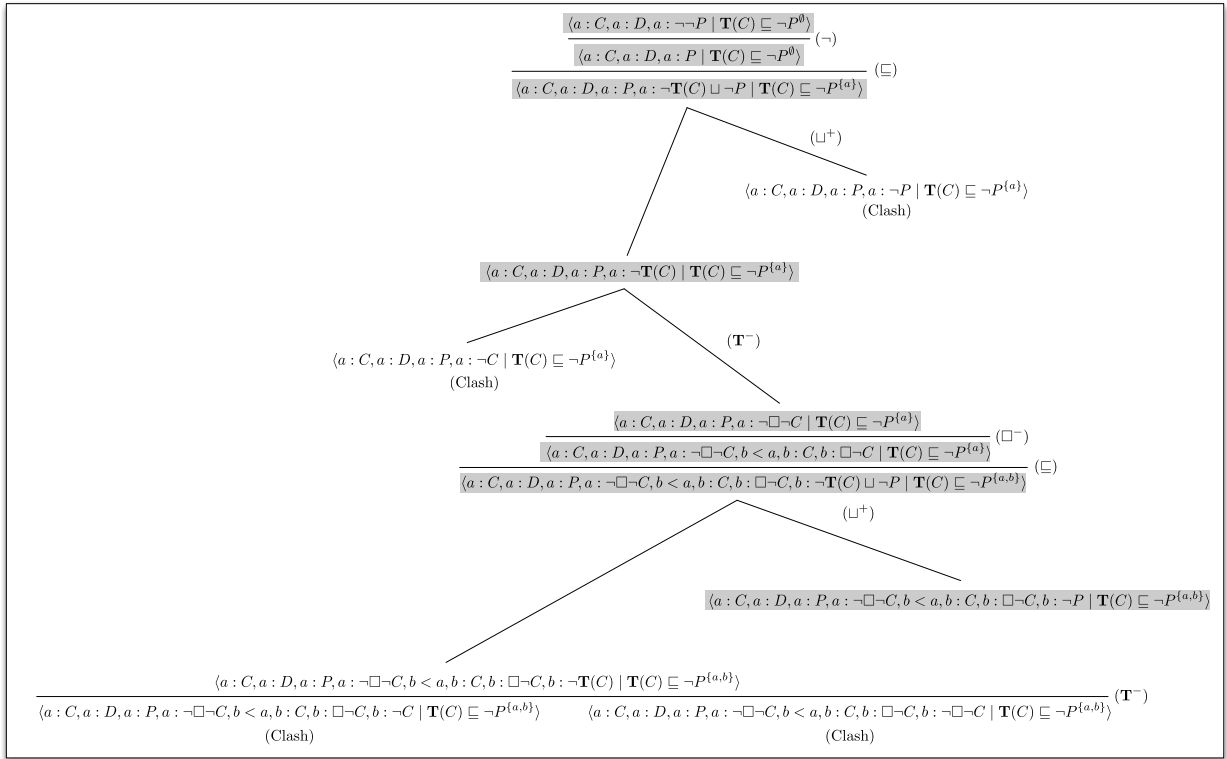 ⟨a : C, a : D, a : ¬¬P | T(C) ⊑ ¬P^∅⟩ (¬)
⟨a : C, a : D, a : P | T(C) ⊑ ¬P^∅⟩ (⊑)
⟨a : C, a : D, a : P, a : ¬T(C) ⊔ ¬P | T(C) ⊑ ¬P^{a}⟩
(⊔⁺)
⟨a : C, a : D, a : P, a : ¬P | T(C) ⊑ ¬P^{a}⟩
(Clash)
⟨a : C, a : D, a : P, a : ¬T(C) | T(C) ⊑ ¬P^{a}⟩
(T⁻)
⟨a : C, a : D, a : P, a : ¬C | T(C) ⊑ ¬P^{a}⟩
(Clash)
⟨a : C, a : D, a : P, a : ¬□¬C | T(C) ⊑ ¬P^{a}⟩ (□⁻)
⟨a : C, a : D, a : P, a : ¬□¬C, b < a, b : C, b : □¬C | T(C) ⊑ ¬P^{a}⟩ (⊑)
⟨a : C, a : D, a : P, a : ¬□¬C, b < a, b : C, b : □¬C, b : ¬T(C) ⊔ ¬P | T(C) ⊑ ¬P^{a,b}⟩
(⊔⁺)
⟨a : C, a : D, a : P, a : ¬□¬C, b < a, b : C, b : □¬C, b : ¬P | T(C) ⊑ ¬P^{a,b}⟩
⟨a : C, a : D, a : P, a : ¬□¬C, b < a, b : C, b : □¬C, b : ¬T(C) | T(C) ⊑ ¬P^{a,b}⟩ (T⁻)
⟨a : C, a : D, a : P, a : ¬□¬C, b < a, b : C, b : □¬C, b : ¬C | T(C) ⊑ ¬P^{a,b}⟩ ⟨a : C, a : D, a : P, a : ¬□¬C, b < a, b : C, b : □¬C, b : ¬□¬C | T(C) ⊑ ¬P^{a,b}⟩
(Clash) (Clash)